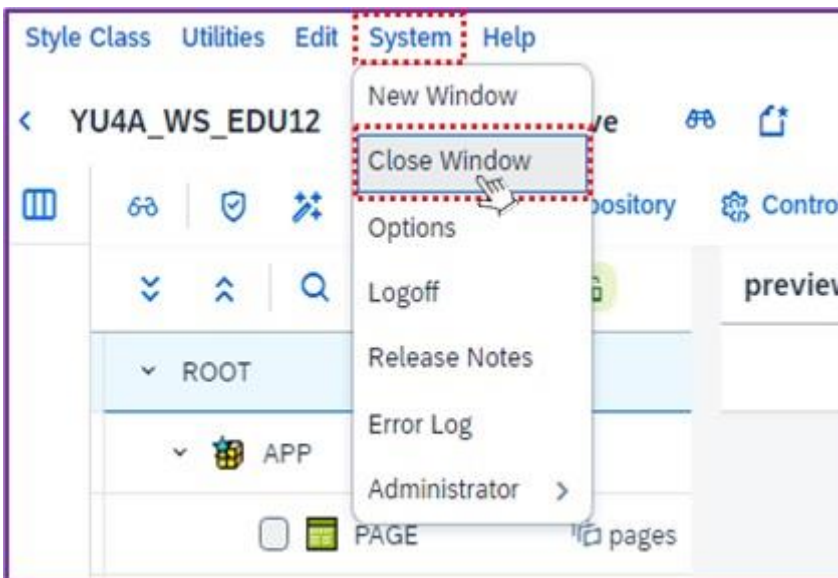 Style Class Utilities Edit System Help
New Window
YU4A_WS_EDU12
Close Window
Options
Logoff
preview
ROOT
Release Notes
Error Log
APP
Administrator
PAGE pages